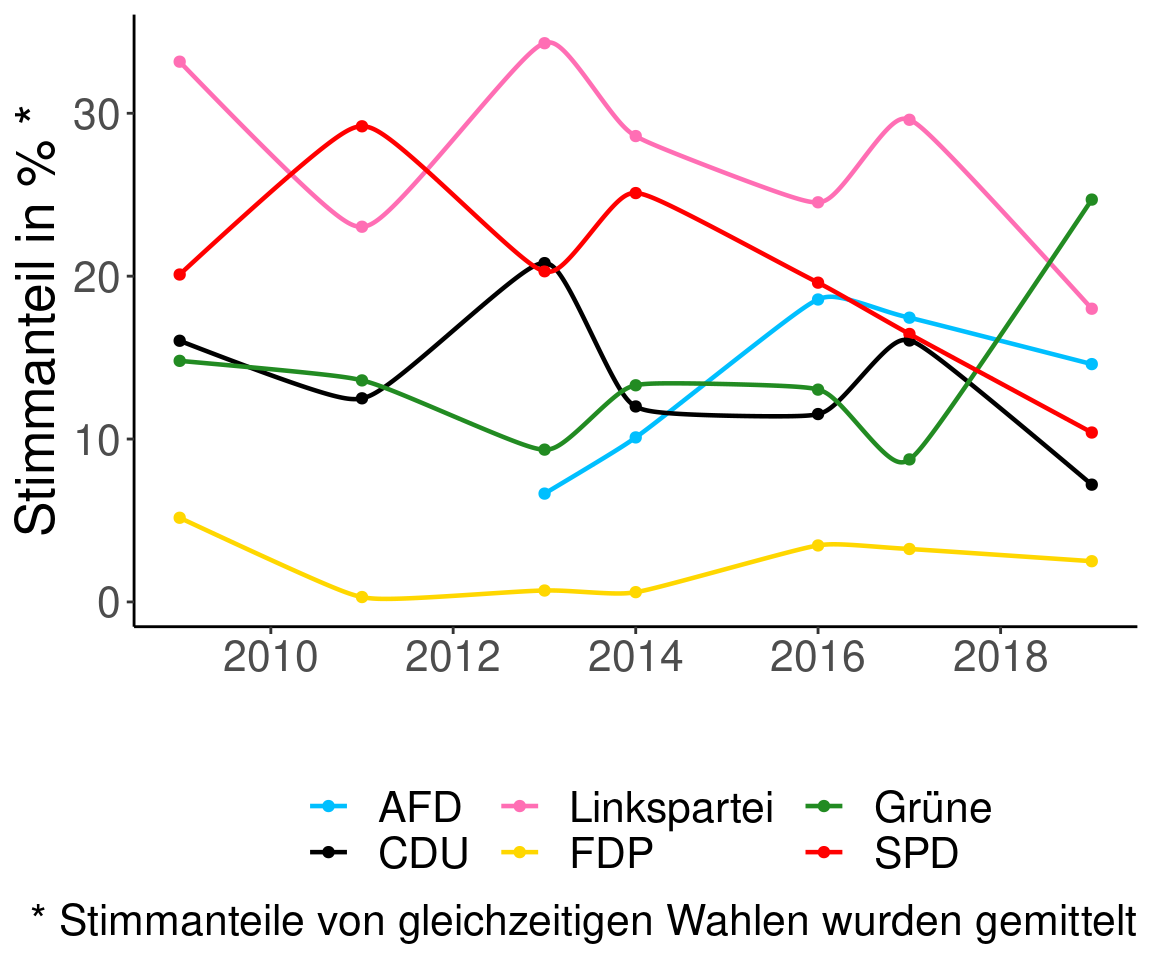 Stimmanteil in % *
30
20
10
0
2010 2012 2014 2016 2018
AFD Linkspartei Grüne
CDU FDP SPD
* Stimmanteile von gleichzeitigen Wahlen wurden gemittelt